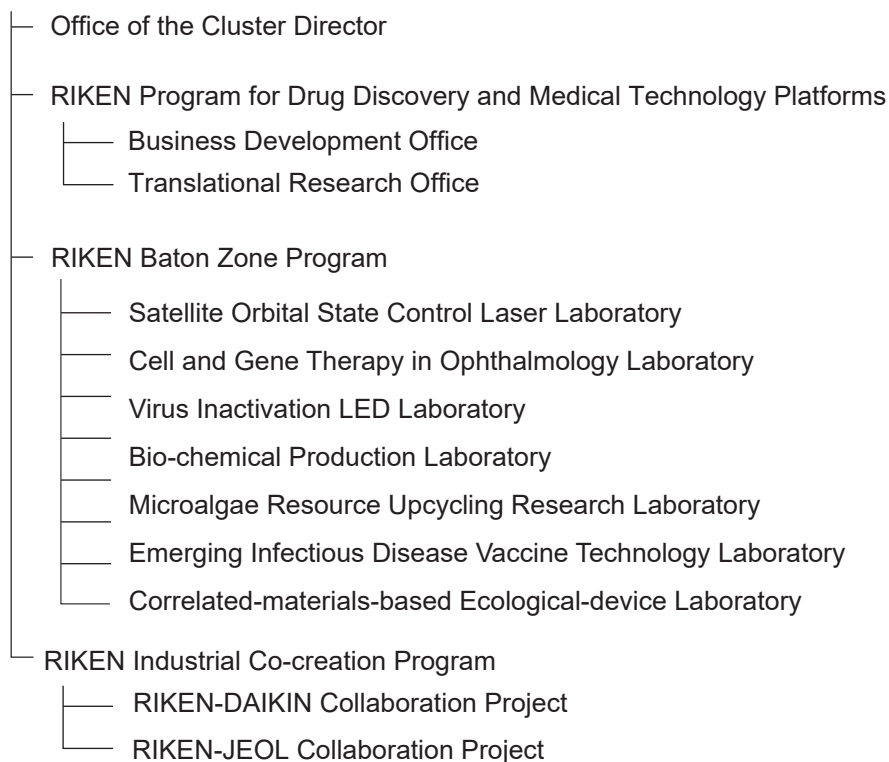 Office of the Cluster Director
RIKEN Program for Drug Discovery and Medical Technology Platforms
Business Development Office
Translational Research Office
RIKEN Baton Zone Program
Satellite Orbital State Control Laser Laboratory
Cell and Gene Therapy in Ophthalmology Laboratory
Virus Inactivation LED Laboratory
Bio-chemical Production Laboratory
Microalgae Resource Upcycling Research Laboratory
Emerging Infectious Disease Vaccine Technology Laboratory
Correlated-materials-based Ecological-device Laboratory
RIKEN Industrial Co-creation Program
RIKEN-DAIKIN Collaboration Project
RIKEN-JEOL Collaboration Project